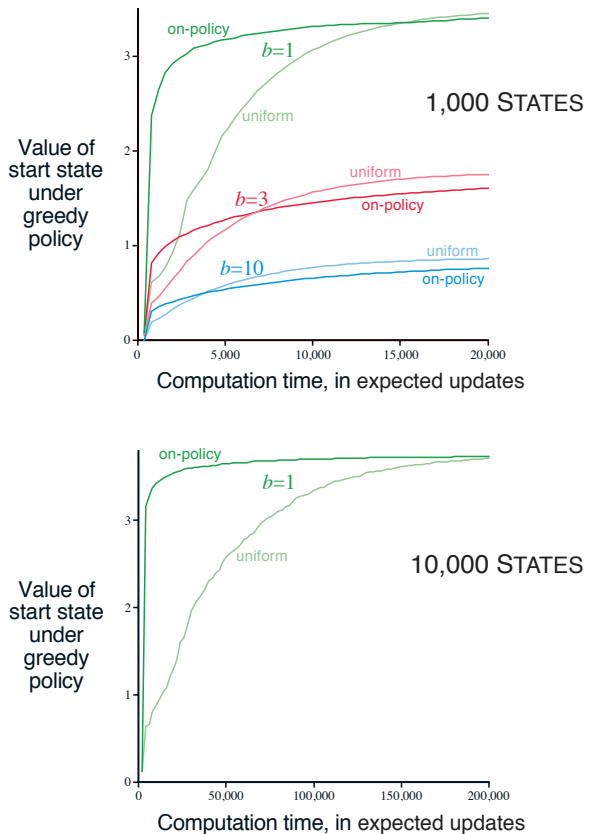 3
on-policy
b=1
uniform
1,000 STATES
Value of
start state
under
greedy
policy
2
uniform
b=3
on-policy
1
b=10
uniform
on-policy
0
0
5,000
10,000
15,000
20,000
Computation time, in expected updates
on-policy
b=1
3
uniform
10,000 STATES
Value of
start state
under
greedy
policy
2
1
0
0
50,000
100,000
150,000
200,000
Computation time, in expected updates